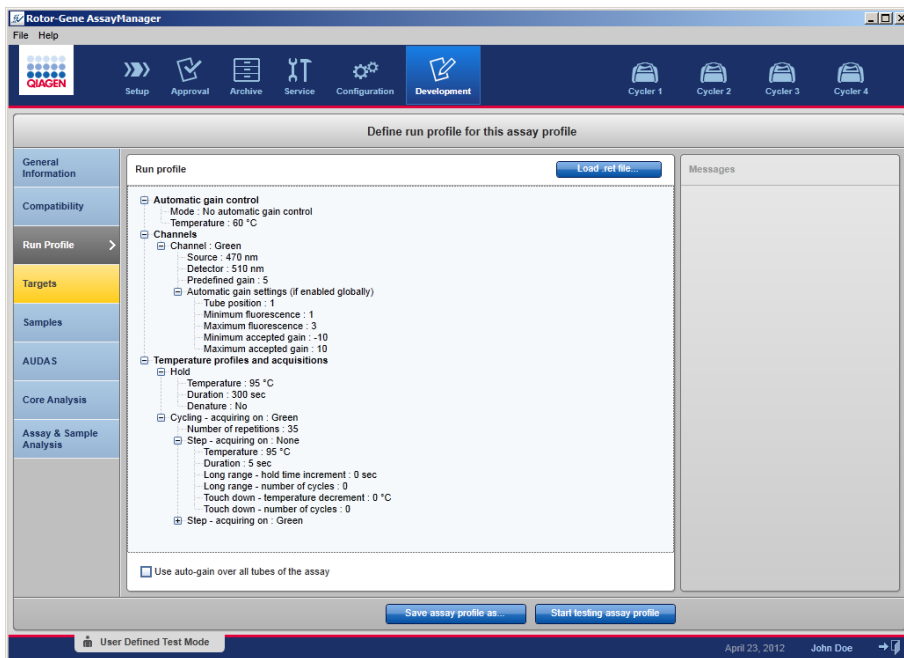 Rotor-Gene AssayManager
File Help
QIAGEN
Setup Approval Archive Service Configuration Development Cycler 1 Cycler 2 Cycler 3 Cycler 4
Define run profile for this assay profile
General
Information
Compatibility
Run Profile
Targets
Samples
AUDAS
Core Analysis
Assay & Sample
Analysis
Run profile
Load .ret file...
Automatic gain control
Mode : No automatic gain control
Temperature : 60 °C
Channels
Channel : Green
Source : 470 nm
Detector : 510 nm
Predefined gain : 5
Automatic gain settings (if enabled globally)
Tube position : 1
Minimum fluorescence : 1
Maximum fluorescence : 3
Minimum accepted gain : -10
Maximum accepted gain : 10
Temperature profiles and acquisitions
Hold
Temperature : 95 °C
Duration : 300 sec
Denature : No
Cycling - acquiring on : Green
Number of repetitions : 35
Step - acquiring on : None
Temperature : 95 °C
Duration : 5 sec
Long range - hold time increment : 0 sec
Long range - number of cycles : 0
Touch down - temperature decrement : 0 °C
Touch down - number of cycles : 0
Step - acquiring on : Green
Use auto-gain over all tubes of the assay
Messages
Save assay profile as... Start testing assay profile
User Defined Test Mode
April 23, 2012 John Doe